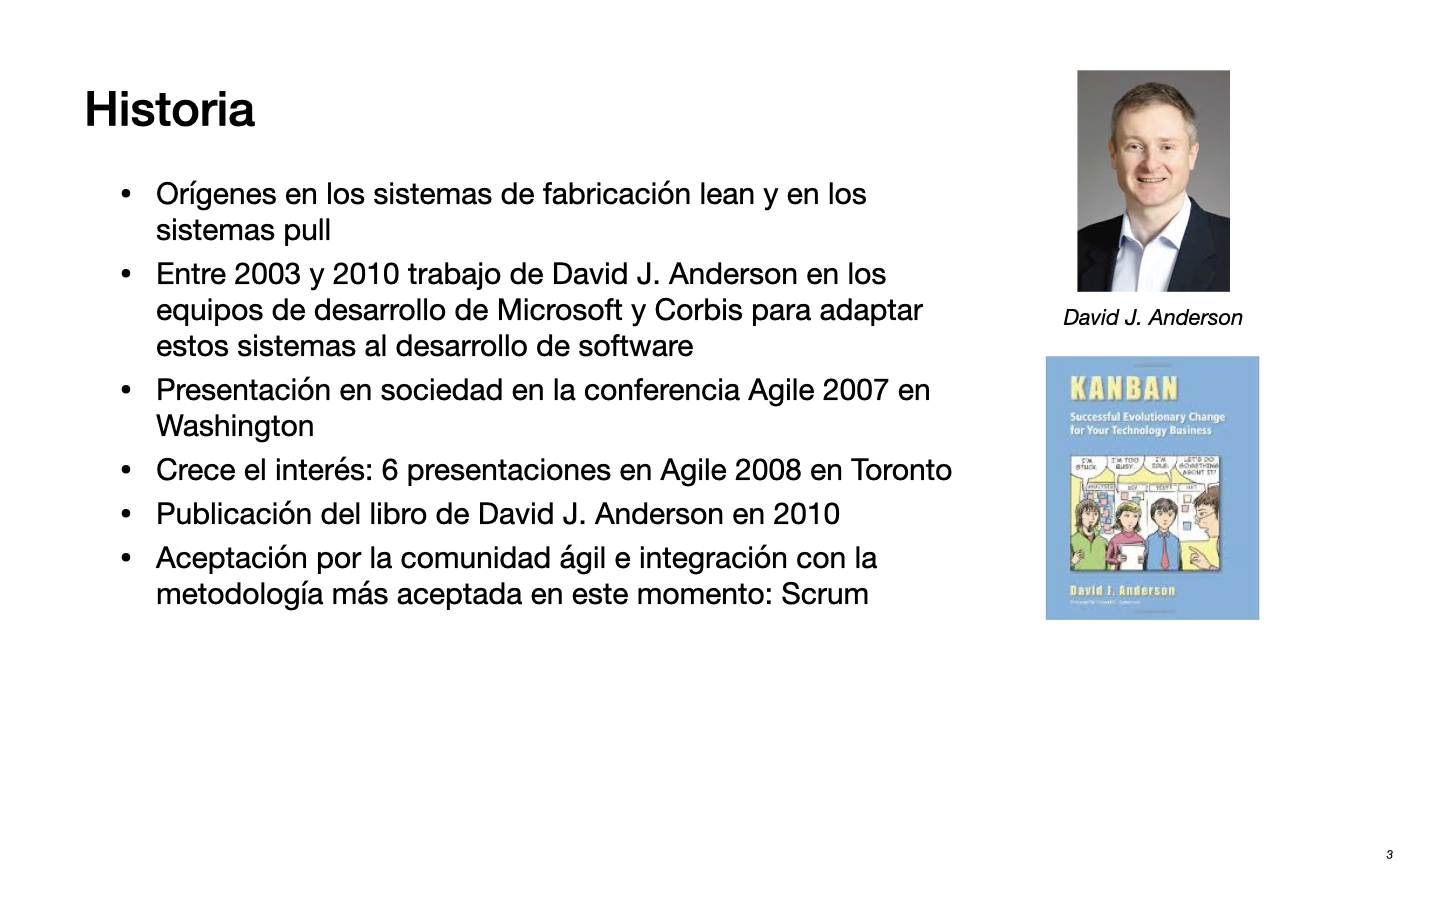 Historia
• Orígenes en los sistemas de fabricación lean y en los
sistemas pull
• Entre 2003 y 2010 trabajo de David J. Anderson en los
equipos de desarrollo de Microsoft y Corbis para adaptar
estos sistemas al desarrollo de software
• Presentación en sociedad en la conferencia Agile 2007 en
Washington
• Crece el interés: 6 presentaciones en Agile 2008 en Toronto
• Publicación del libro de David J. Anderson en 2010
• Aceptación por la comunidad ágil e integración con la
metodología más aceptada en este momento: Scrum
David J. Anderson
KANBAN
Successful Evolutionary Change
for Your Technology Business
I'M
STUCK.
I'M TOO
BUSY.
I'M
IDLE.
LET'S DO
SOMETHING
ABOUT IT!
David J. Anderson
3